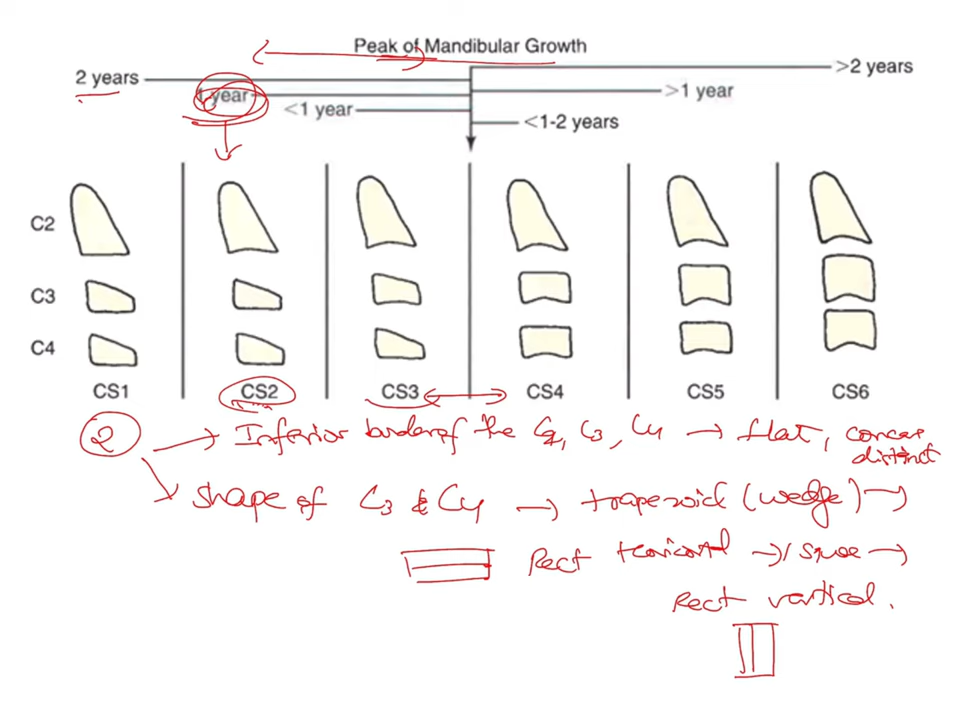 Peak of Mandibular Growth
2 years >2 years
1 year >1 year
<1 year <1-2 years
C2
C3
C4
CS1 CS2 CS3 CS4 CS5 CS6
2 → Inferior border of the C2, C3, C4 → flat, concave
distinct
→ Shape of C3 & C4 → trapezoid (wedge) →
Rect horizontal → / →
Rect vertical.